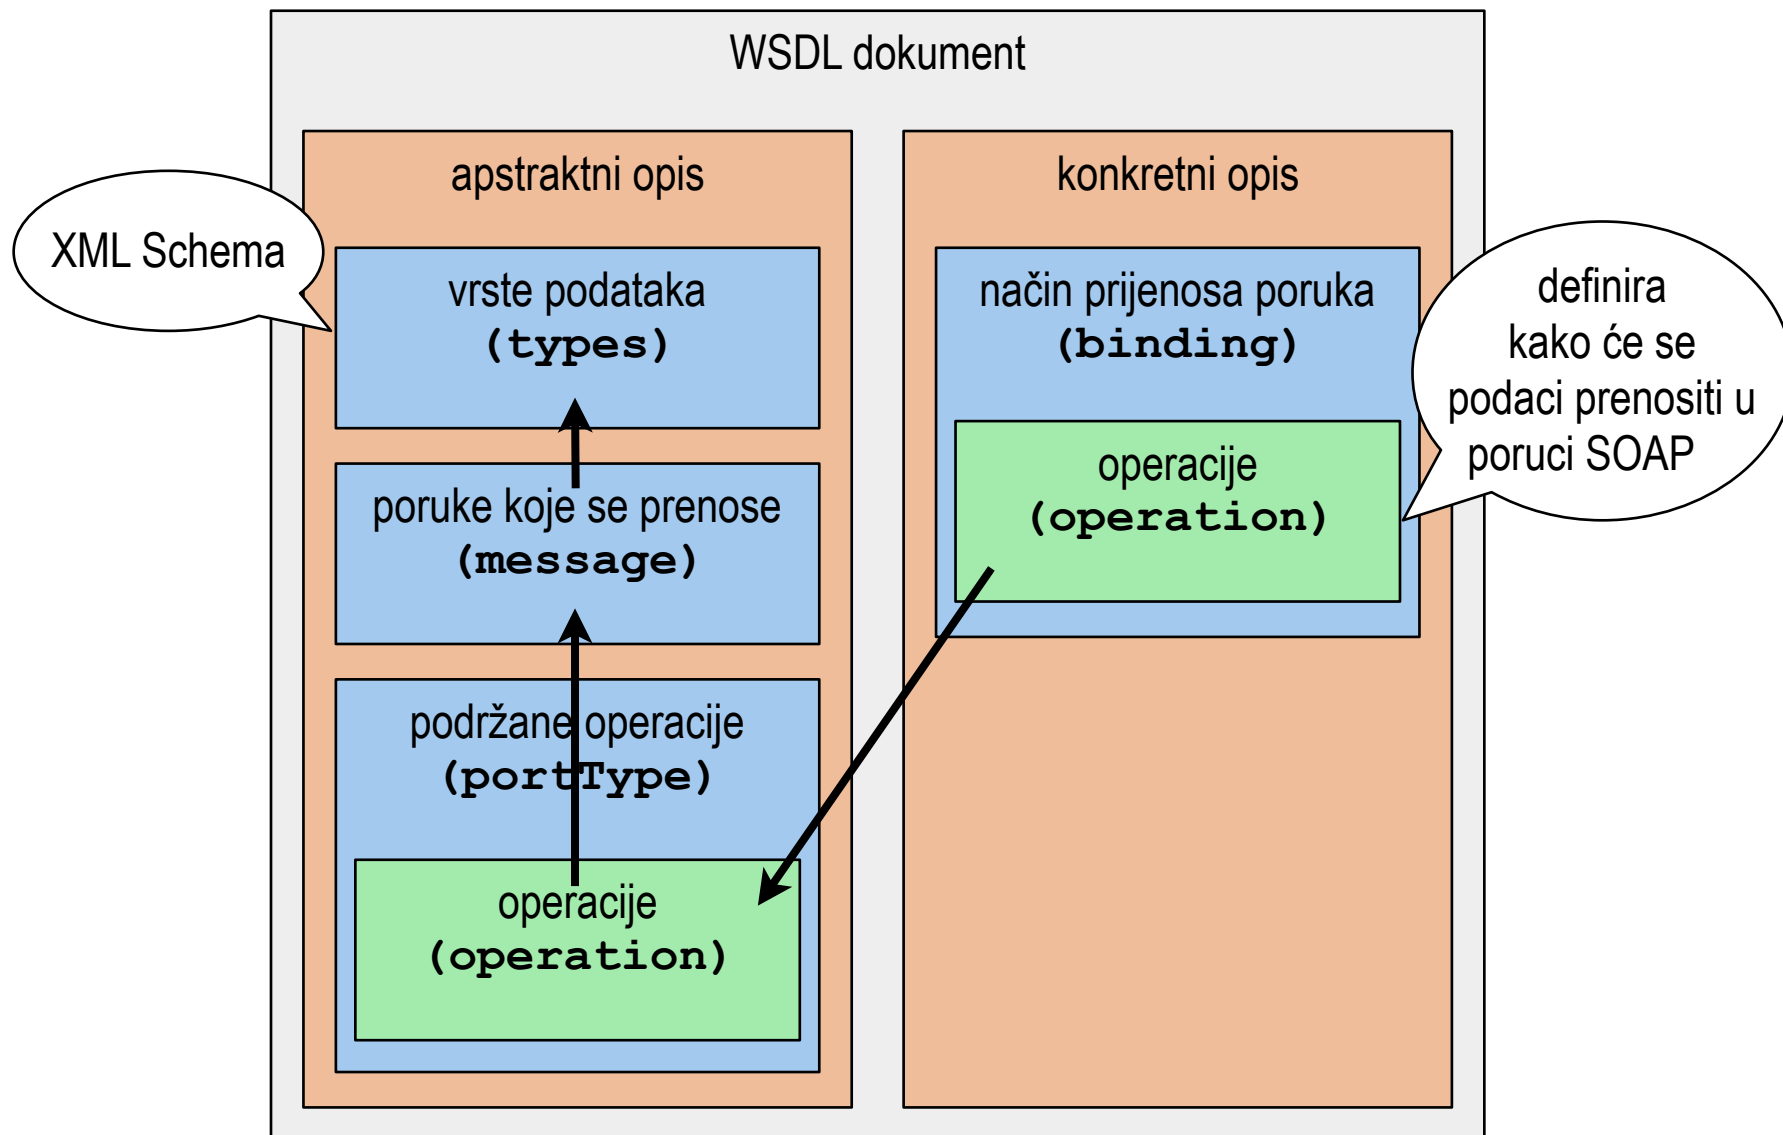 WSDL dokument
apstraktni opis
XML Schema
vrste podataka
(types)
poruke koje se prenose
(message)
podržane operacije
(portType)
operacije
(operation)
konkretni opis
način prijenosa poruka
(binding)
operacije
(operation)
definira
kako će se
podaci prenositi u
poruci SOAP